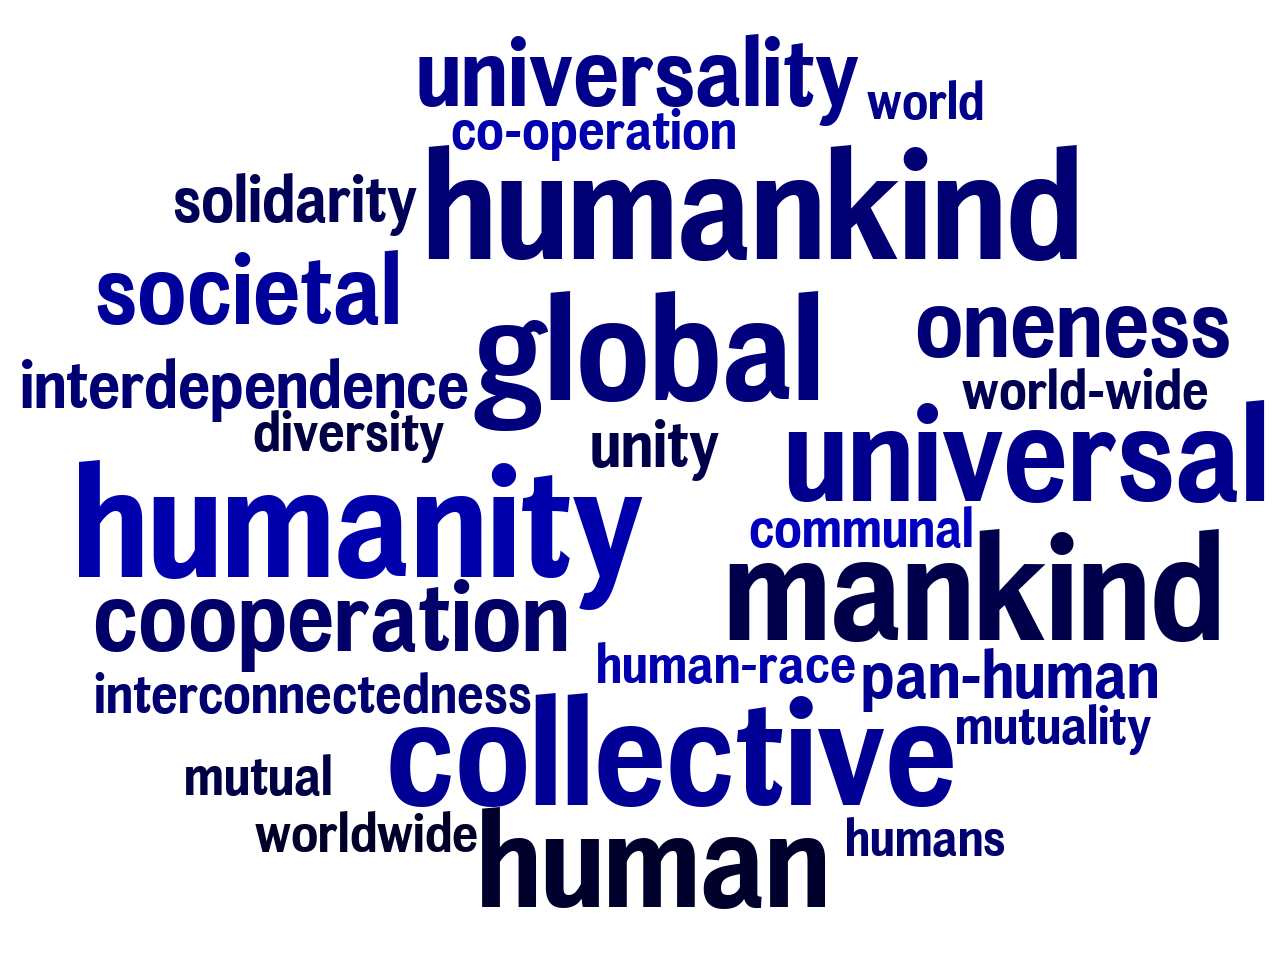 universality
world
co-operation
solidarity
humankind
societal
global
oneness
interdependence
world-wide
diversity
unity
universal
humanity
communal
mankind
cooperation
human-race
pan-human
interconnectedness
collective
mutuality
mutual
worldwide
human
humans